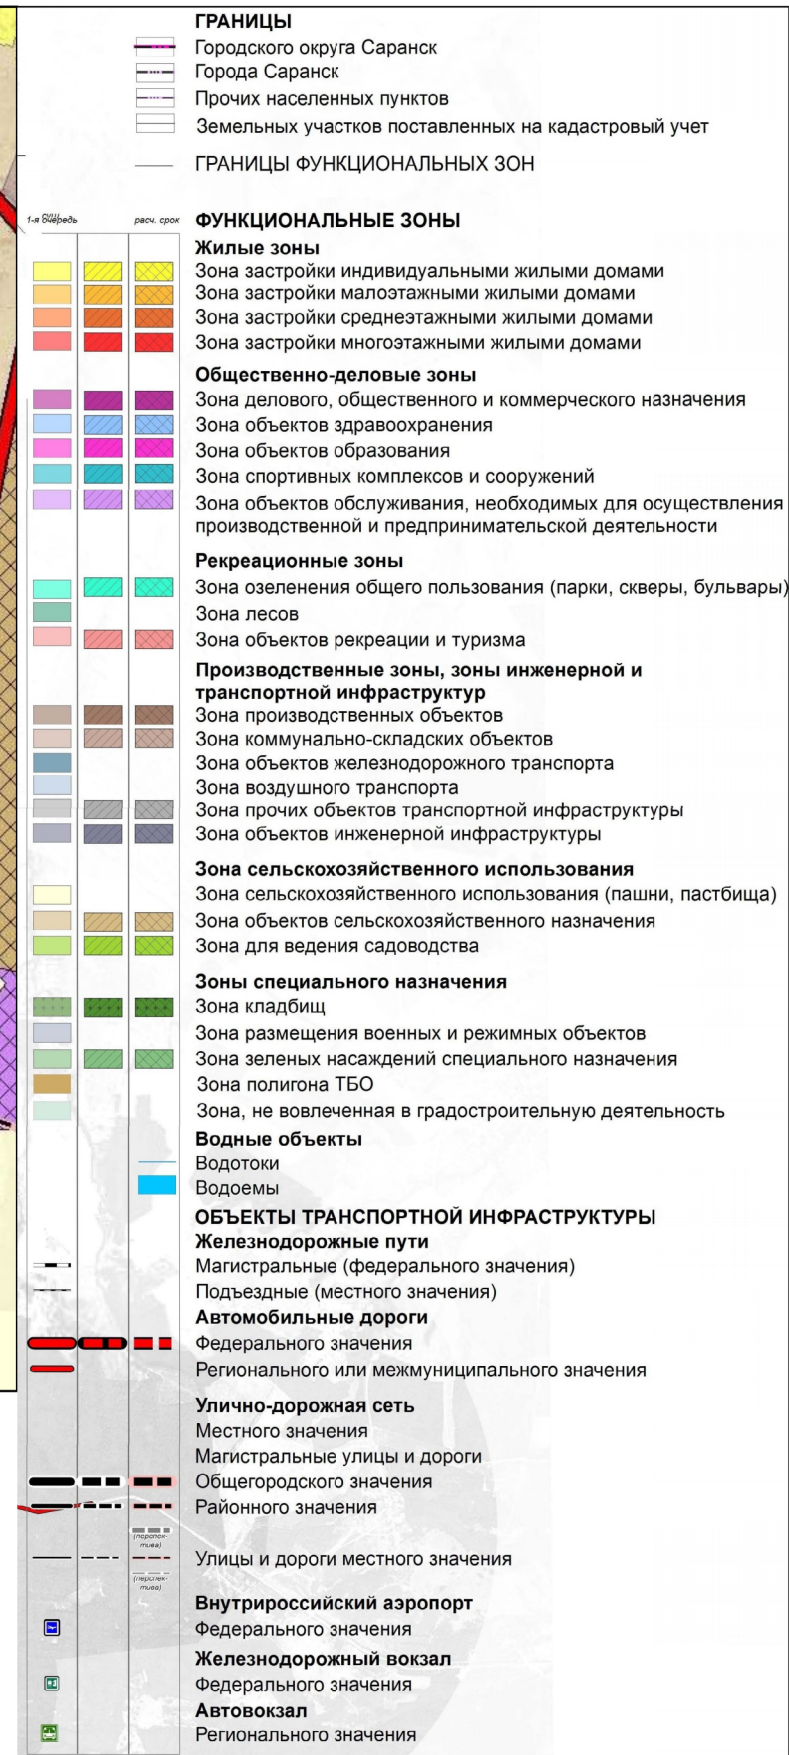 ГРАНИЦЫ
Городского округа Саранск
Города Саранск
Прочих населенных пунктов
Земельных участков поставленных на кадастровый учет
ГРАНИЦЫ ФУНКЦИОНАЛЬНЫХ ЗОН
сущ. 1-я очередь расч. срок
ФУНКЦИОНАЛЬНЫЕ ЗОНЫ
Жилые зоны
Зона застройки индивидуальными жилыми домами
Зона застройки малоэтажными жилыми домами
Зона застройки среднеэтажными жилыми домами
Зона застройки многоэтажными жилыми домами
Общественно-деловые зоны
Зона делового, общественного и коммерческого назначения
Зона объектов здравоохранения
Зона объектов образования
Зона спортивных комплексов и сооружений
Зона объектов обслуживания, необходимых для осуществления
производственной и предпринимательской деятельности
Рекреационные зоны
Зона озеленения общего пользования (парки, скверы, бульвары)
Зона лесов
Зона объектов рекреации и туризма
Производственные зоны, зоны инженерной и
транспортной инфраструктур
Зона производственных объектов
Зона коммунально-складских объектов
Зона объектов железнодорожного транспорта
Зона воздушного транспорта
Зона прочих объектов транспортной инфраструктуры
Зона объектов инженерной инфраструктуры
Зона сельскохозяйственного использования
Зона сельскохозяйственного использования (пашни, пастбища)
Зона объектов сельскохозяйственного назначения
Зона для ведения садоводства
Зоны специального назначения
Зона кладбищ
Зона размещения военных и режимных объектов
Зона зеленых насаждений специального назначения
Зона полигона ТБО
Зона, не вовлеченная в градостроительную деятельность
Водные объекты
Водотоки
Водоемы
ОБЪЕКТЫ ТРАНСПОРТНОЙ ИНФРАСТРУКТУРЫ
Железнодорожные пути
Магистральные (федерального значения)
Подъездные (местного значения)
Автомобильные дороги
Федерального значения
Регионального или межмуниципального значения
Улично-дорожная сеть
Местного значения
Магистральные улицы и дороги
Общегородского значения
Районного значения
(перспек-
тива)
Улицы и дороги местного значения
(перспек-
тива)
Внутрироссийский аэропорт
Федерального значения
Железнодорожный вокзал
Федерального значения
Автовокзал
Регионального значения